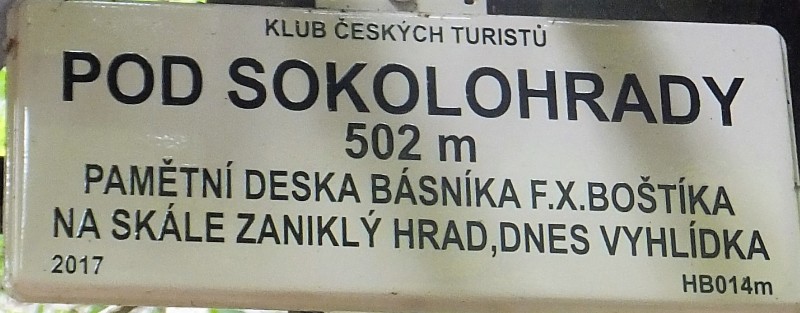 KLUB ČESKÝCH TURISTŮ
POD SOKOLOHRADY
502 m
PAMĚTNÍ DESKA BÁSNÍKA F.X.BOŠTÍKA
NA SKÁLE ZANIKLÝ HRAD,DNES VYHLÍDKA
2017 HB014m